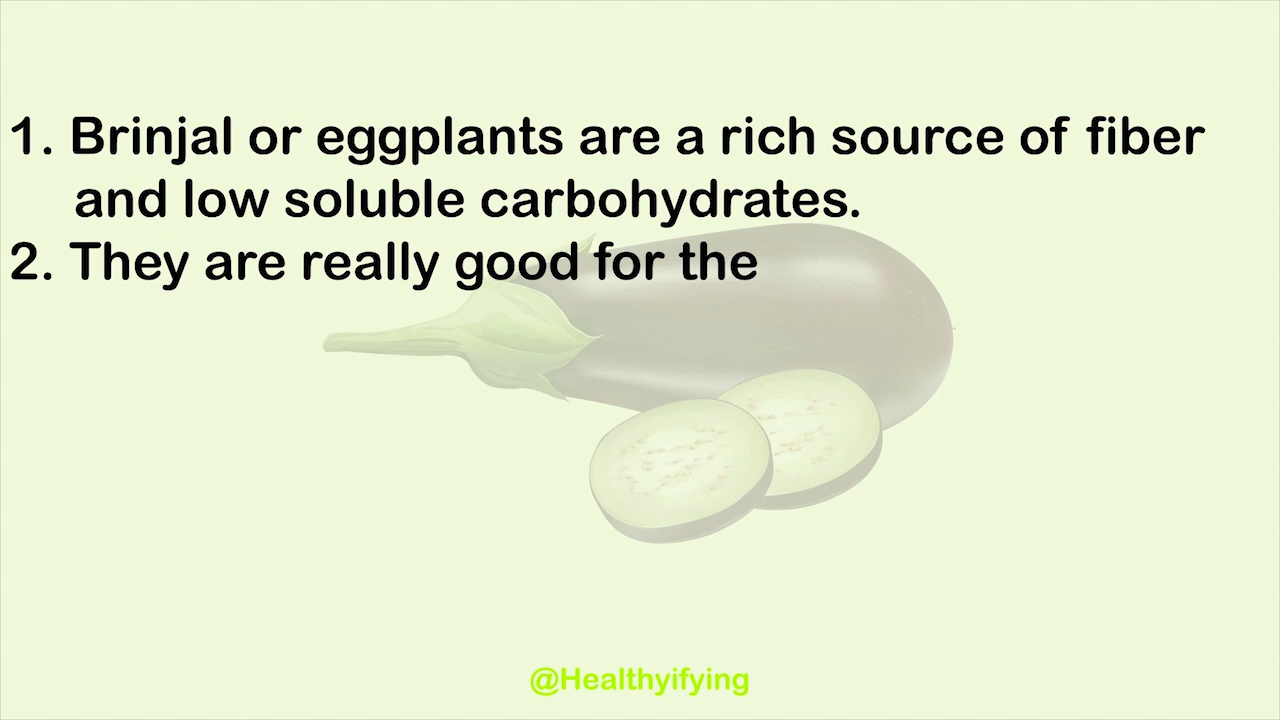 1. Brinjal or eggplants are a rich source of fiber
and low soluble carbohydrates.
2. They are really good for the
@Healthyifying